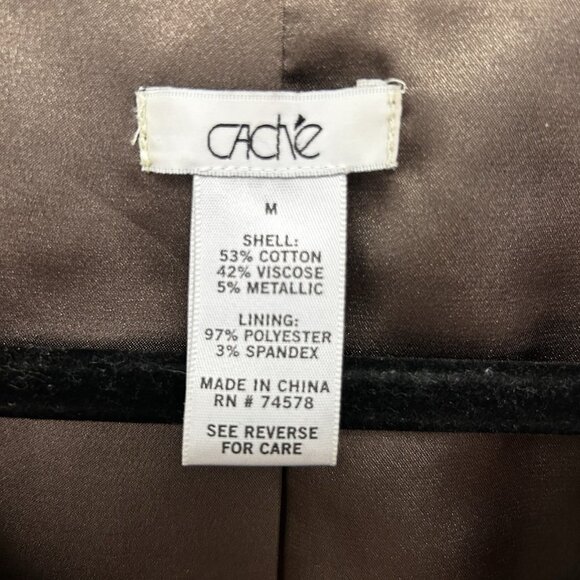 CAché
M
SHELL:
53% COTTON
42% VISCOSE
5% METALLIC
LINING:
97% POLYESTER
3% SPANDEX
MADE IN CHINA
RN # 74578
SEE REVERSE
FOR CARE